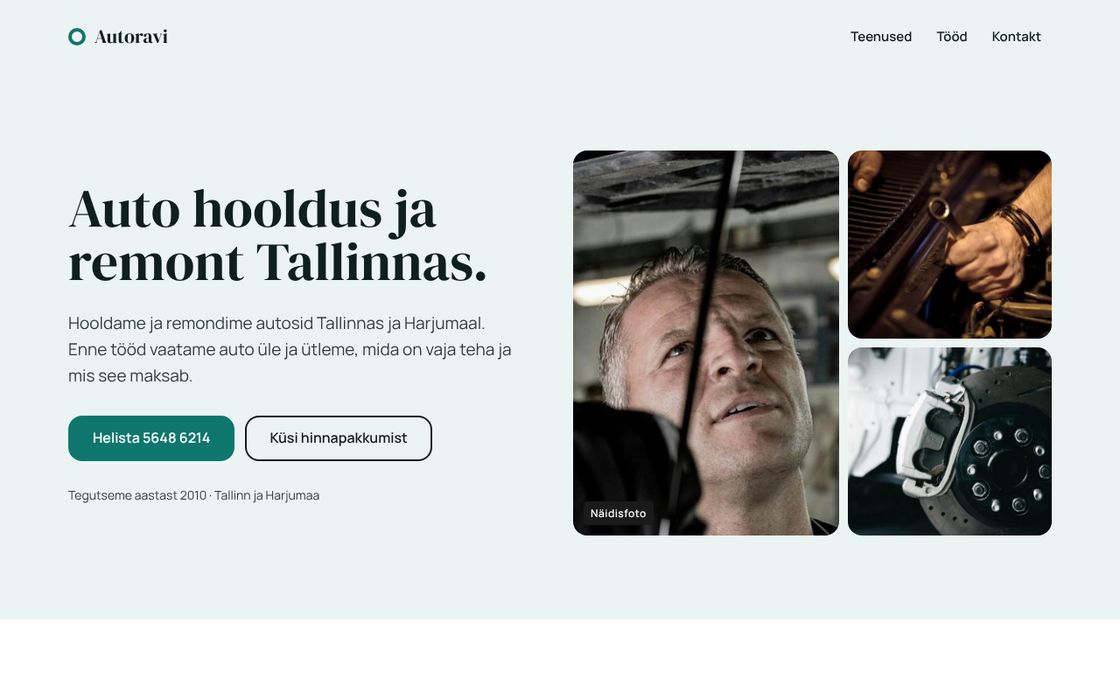 Autoravi
Teenused
Tööd
Kontakt
Auto hooldus ja
remont Tallinnas.
Hooldame ja remondime autosid Tallinnas ja Harjumaal.
Enne tööd vaatame auto üle ja ütleme, mida on vaja teha ja
mis see maksab.
Helista 5648 6214
Küsi hinnapakkumist
Tegutseme aastast 2010 · Tallinn ja Harjumaa
Näidisfoto